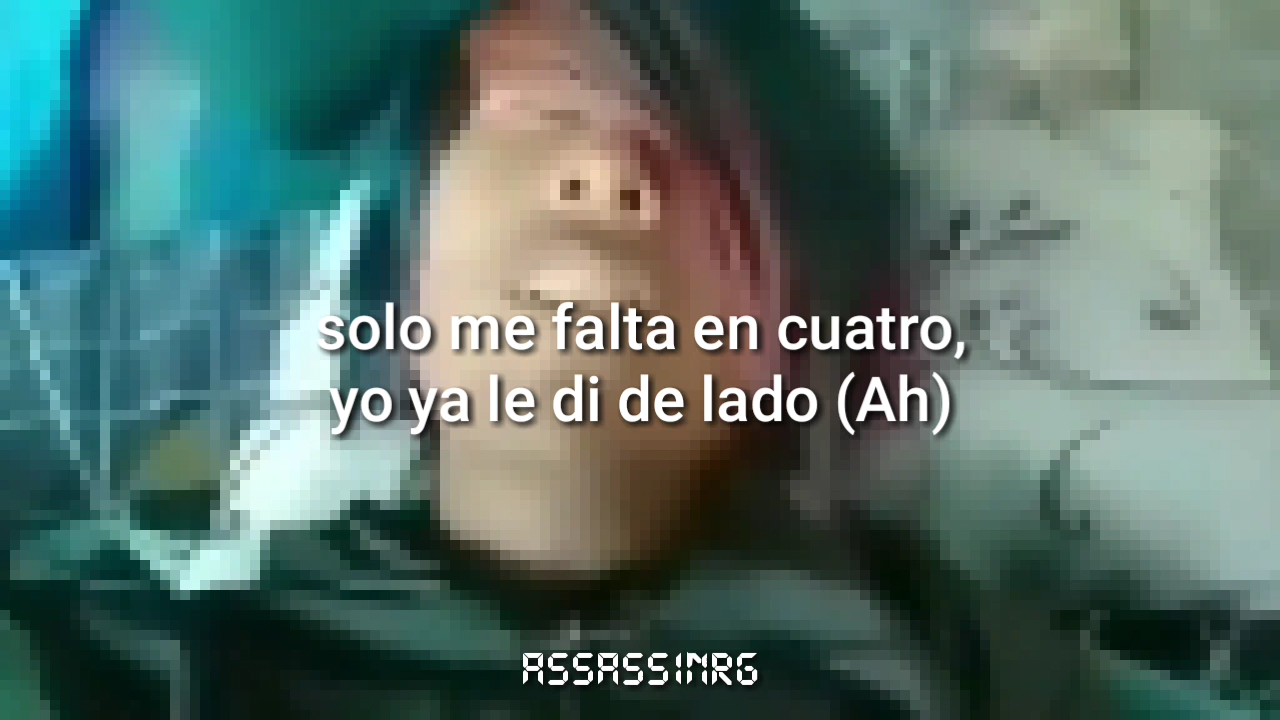 solo me falta en cuatro,
yo ya le di de lado (Ah)
ASSASSINRG